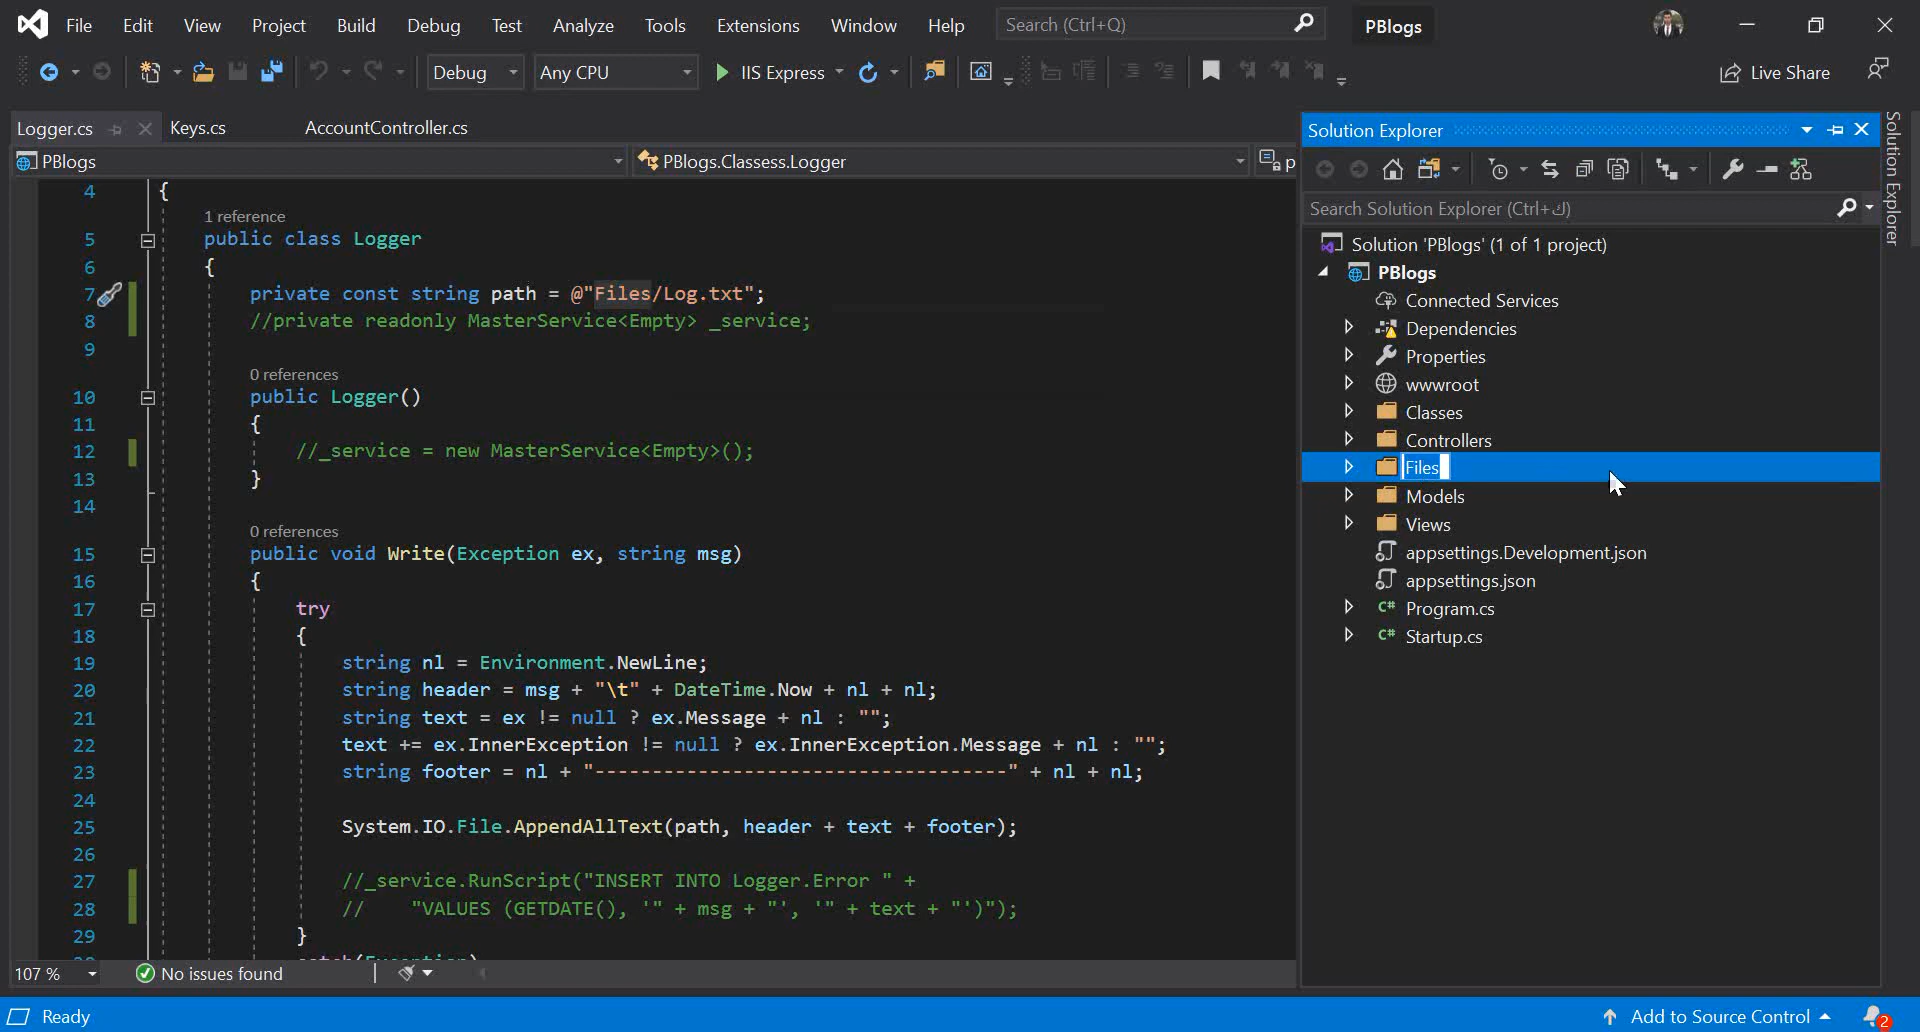 File Edit View Project Build Debug Test Analyze Tools Extensions Window Help Search (Ctrl+Q) PBlogs
Debug Any CPU IIS Express Live Share
Logger.cs Keys.cs AccountController.cs
PBlogs PBlogs.Classess.Logger p
4 {
1 reference
5 public class Logger
6 {
7 private const string path = @"Files/Log.txt";
8 //private readonly MasterService<Empty> _service;
9
0 references
10 public Logger()
11 {
12 //_service = new MasterService<Empty>();
13 }
14
0 references
15 public void Write(Exception ex, string msg)
16 {
17 try
18 {
19 string nl = Environment.NewLine;
20 string header = msg + "\t" + DateTime.Now + nl + nl;
21 string text = ex != null ? ex.Message + nl : "";
22 text += ex.InnerException != null ? ex.InnerException.Message + nl : "";
23 string footer = nl + "------------------------------------" + nl + nl;
24
25 System.IO.File.AppendAllText(path, header + text + footer);
26
27 //_service.RunScript("INSERT INTO Logger.Error " +
28 // "VALUES (GETDATE(), '" + msg + "', '" + text + "')");
29 }
catch(Exception)
107 % No issues found
Solution Explorer
Search Solution Explorer (Ctrl+ك)
Solution 'PBlogs' (1 of 1 project)
PBlogs
Connected Services
Dependencies
Properties
wwwroot
Classes
Controllers
Files
Models
Views
appsettings.Development.json
appsettings.json
C# Program.cs
C# Startup.cs
Solution Explorer
Ready Add to Source Control 2